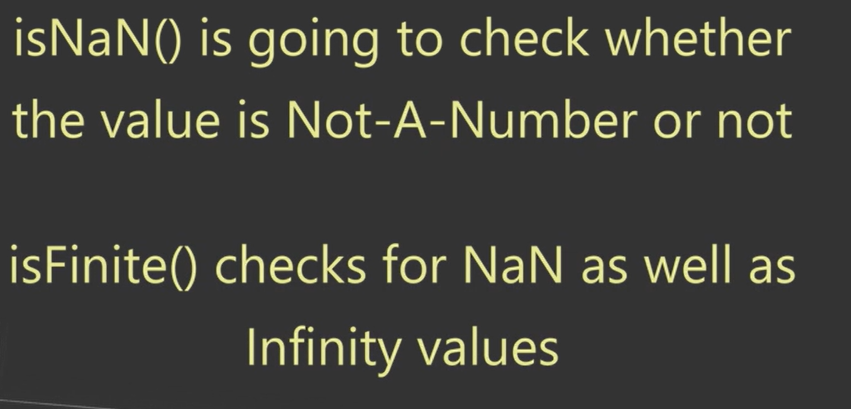 isNaN() is going to check whether
the value is Not-A-Number or not
isFinite() checks for NaN as well as
Infinity values